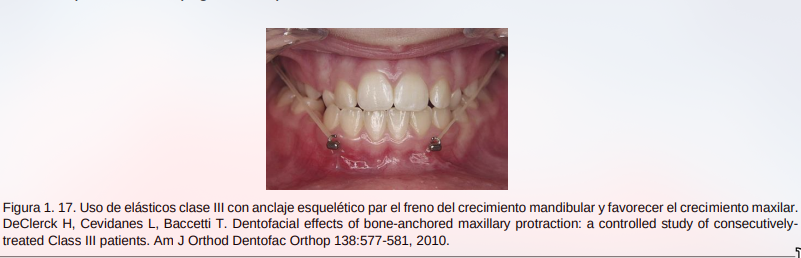 Figura 1. 17. Uso de elásticos clase III con anclaje esquelético par el freno del crecimiento mandibular y favorecer el crecimiento maxilar.
DeClerck H, Cevidanes L, Baccetti T. Dentofacial effects of bone-anchored maxillary protraction: a controlled study of consecutively-
treated Class III patients. Am J Orthod Dentofac Orthop 138:577-581, 2010.